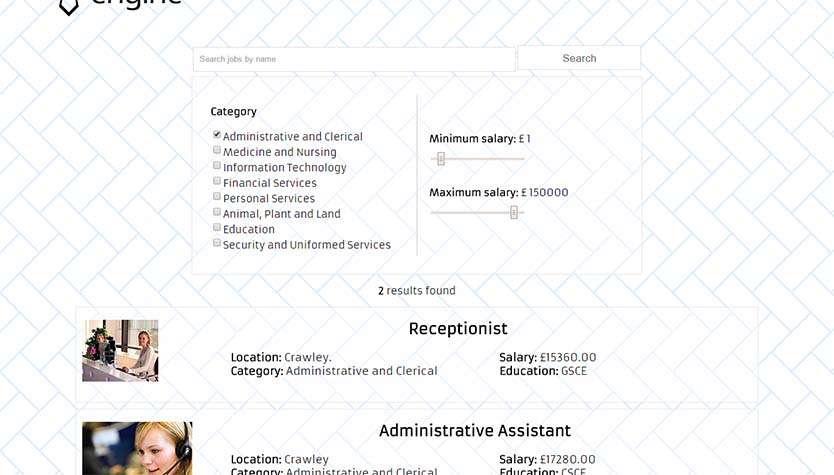 engine
Search jobs by name
Search
Category
Administrative and Clerical
Medicine and Nursing
Information Technology
Financial Services
Personal Services
Animal, Plant and Land
Education
Security and Uniformed Services
Minimum salary: £ 1
Maximum salary: £ 150000
2 results found
Receptionist
Location: Crawley.
Category: Administrative and Clerical
Salary: £15360.00
Education: GSCE
Administrative Assistant
Location: Crawley
Category: Administrative and Clerical
Salary: £17280.00
Education: